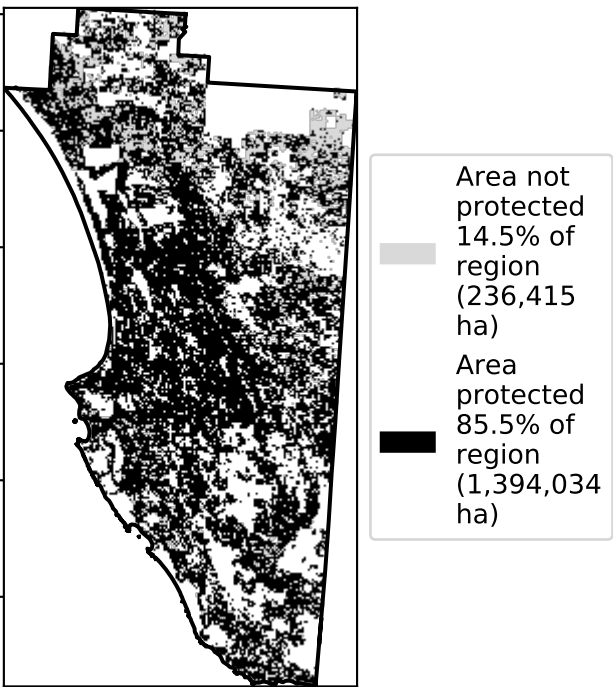 Area not
protected
14.5% of
region
(236,415
ha)
Area
protected
85.5% of
region
(1,394,034
ha)